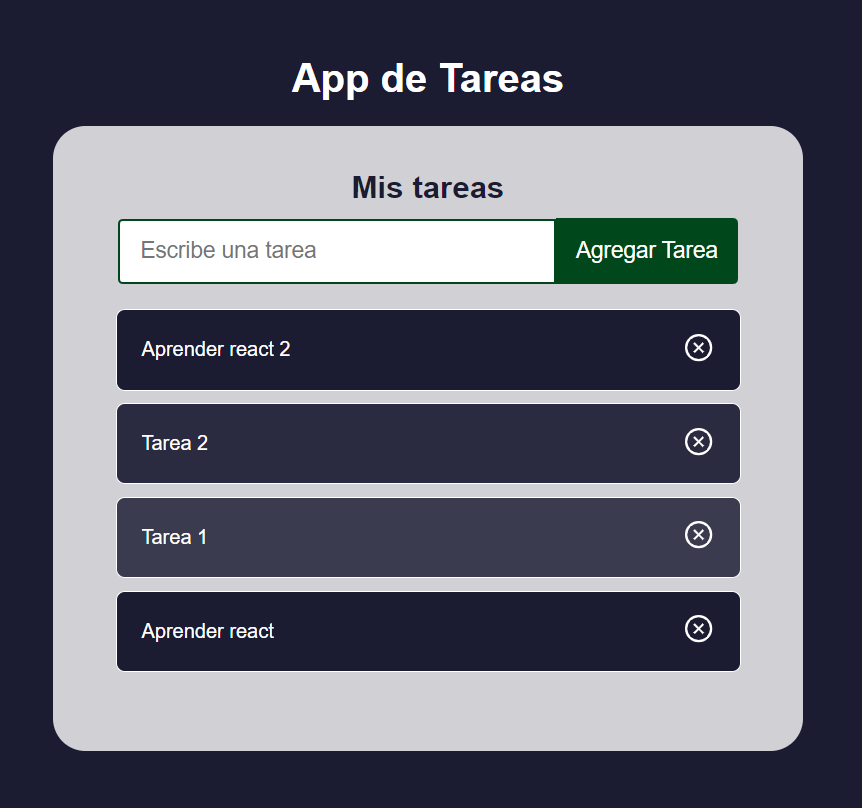 App de Tareas
Mis tareas
Escribe una tarea
Agregar Tarea
Aprender react 2
Tarea 2
Tarea 1
Aprender react